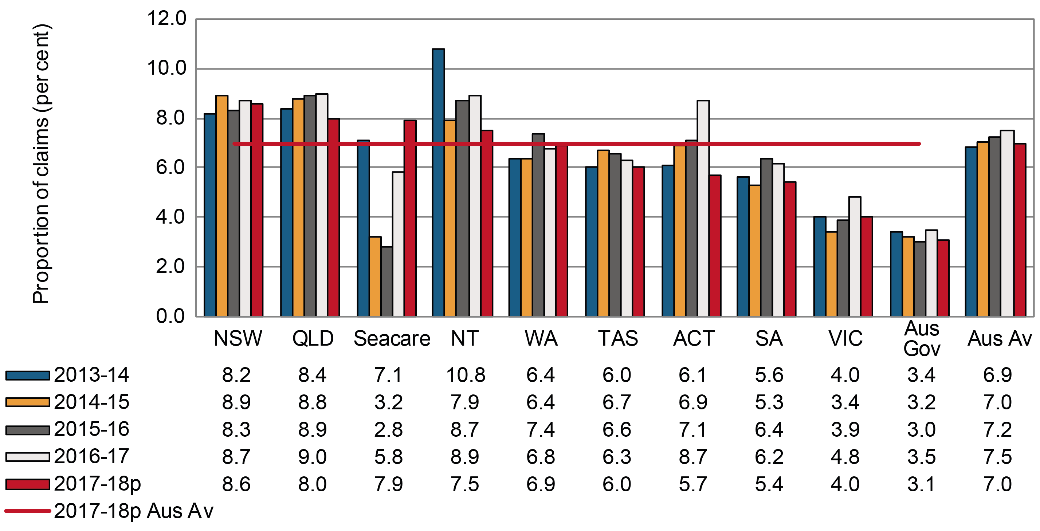 Proportion of claims (per cent)
12.0
10.0
8.0
6.0
4.0
2.0
0.0
NSW QLD Seacare NT WA TAS ACT SA VIC Aus Gov Aus Av
2013-14 8.2 8.4 7.1 10.8 6.4 6.0 6.1 5.6 4.0 3.4 6.9
2014-15 8.9 8.8 3.2 7.9 6.4 6.7 6.9 5.3 3.4 3.2 7.0
2015-16 8.3 8.9 2.8 8.7 7.4 6.6 7.1 6.4 3.9 3.0 7.2
2016-17 8.7 9.0 5.8 8.9 6.8 6.3 8.7 6.2 4.8 3.5 7.5
2017-18p 8.6 8.0 7.9 7.5 6.9 6.0 5.7 5.4 4.0 3.1 7.0
2017-18p Aus Av